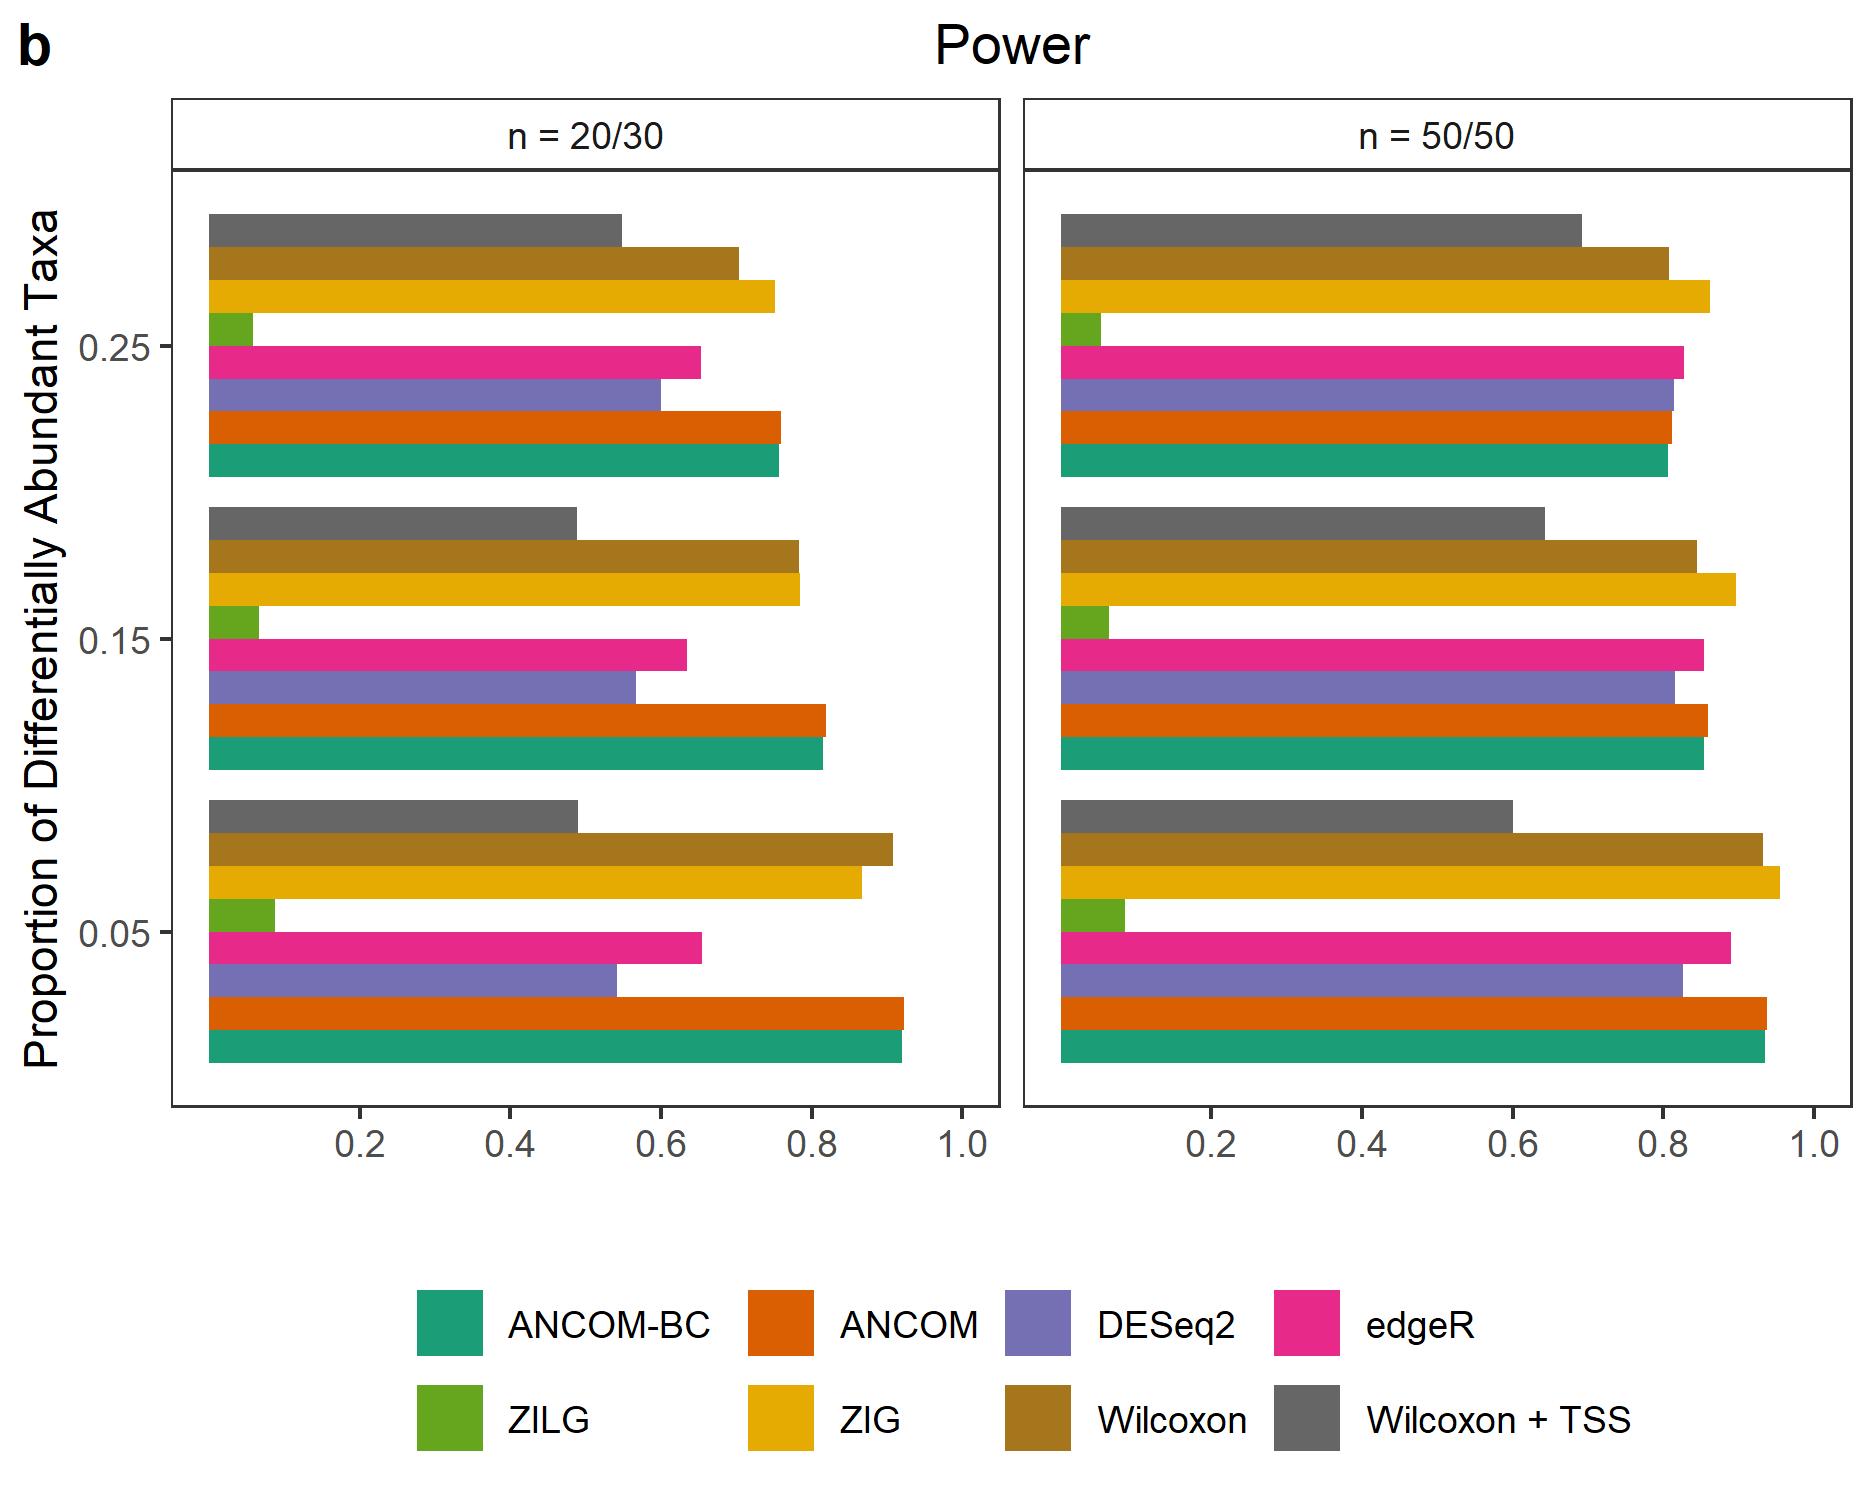 b
Power
n = 20/30
n = 50/50
Proportion of Differentially Abundant Taxa
0.25
0.15
0.05
0.2 0.4 0.6 0.8 1.0
0.2 0.4 0.6 0.8 1.0
ANCOM-BC ANCOM DESeq2 edgeR
ZILG ZIG Wilcoxon Wilcoxon + TSS